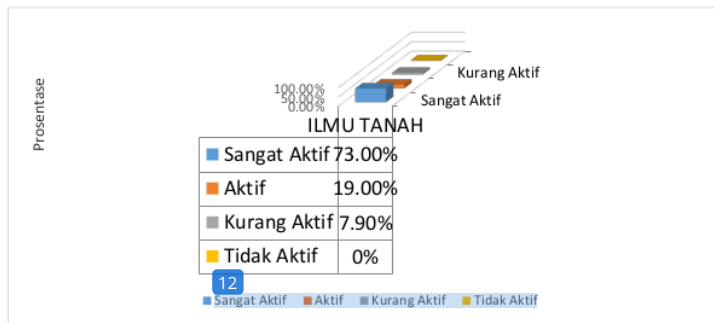 Prosentase
100.00%
50.00%
0.00%
Kurang Aktif
Sangat Aktif
ILMU TANAH
Sangat Aktif 73.00%
Aktif 19.00%
Kurang Aktif 7.90%
Tidak Aktif 0%
12
Sangat Aktif Aktif Kurang Aktif Tidak Aktif